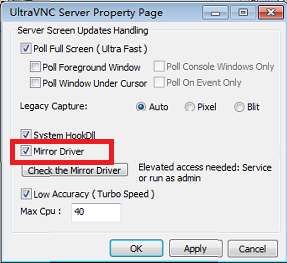 UltraVNC Server Property Page
Server Screen Updates Handling
Poll Full Screen (Ultra Fast)
Poll Foreground Window
Poll Console Windows Only
Poll Window Under Cursor
Poll On Event Only
Legacy Capture:
Auto
Pixel
Blit
System HookDll
Mirror Driver
Check the Mirror Driver
Elevated access needed: Service
or run as admin
Low Accuracy ( Turbo Speed )
Max Cpu :
40
OK
Apply
Cancel